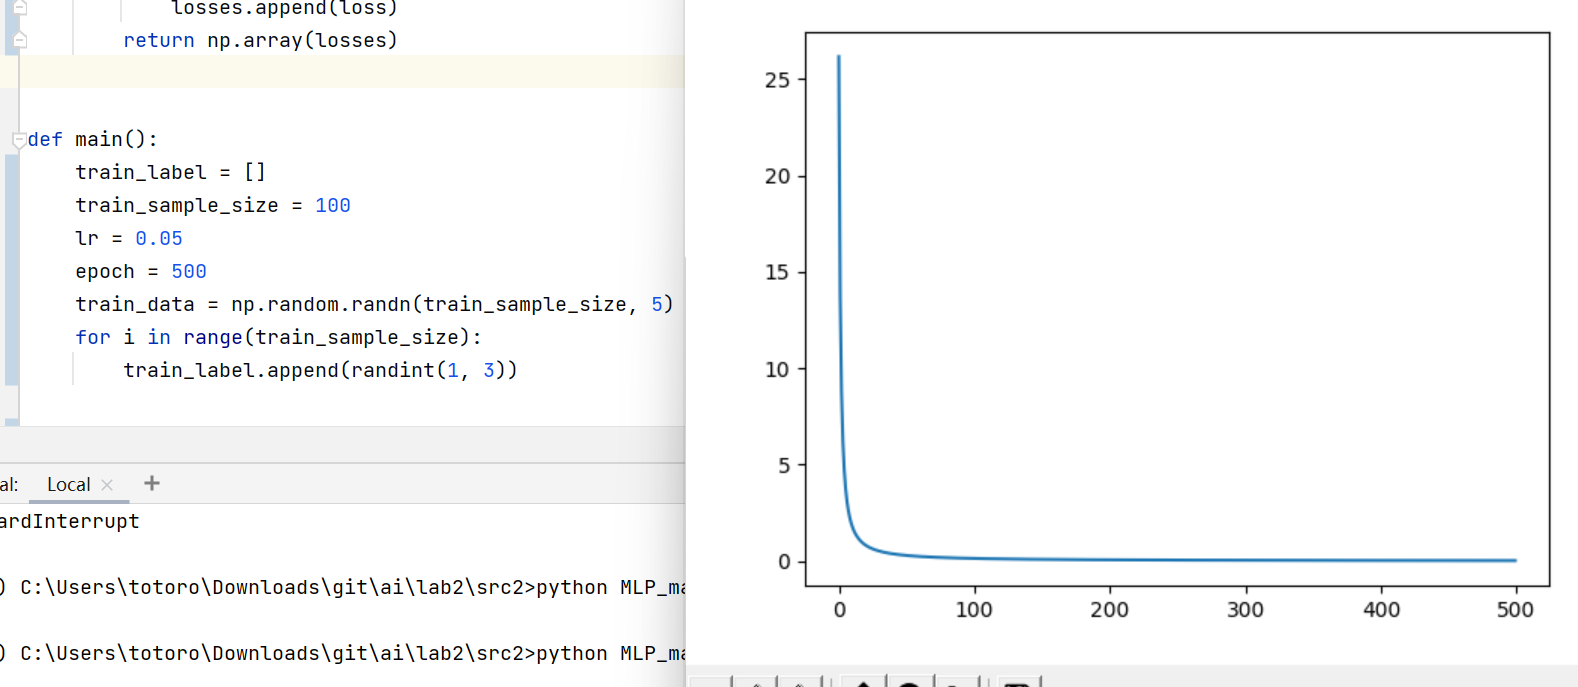 losses.append(loss)
return np.array(losses)
def main():
train_label = []
train_sample_size = 100
lr = 0.05
epoch = 500
train_data = np.random.randn(train_sample_size, 5)
for i in range(train_sample_size):
train_label.append(randint(1, 3))
al: Local × +
ardInterrupt
) C:\Users\totoro\Downloads\git\ai\lab2\src2>python MLP_ma
) C:\Users\totoro\Downloads\git\ai\lab2\src2>python MLP_ma
25
20
15
10
5
0
0 100 200 300 400 500